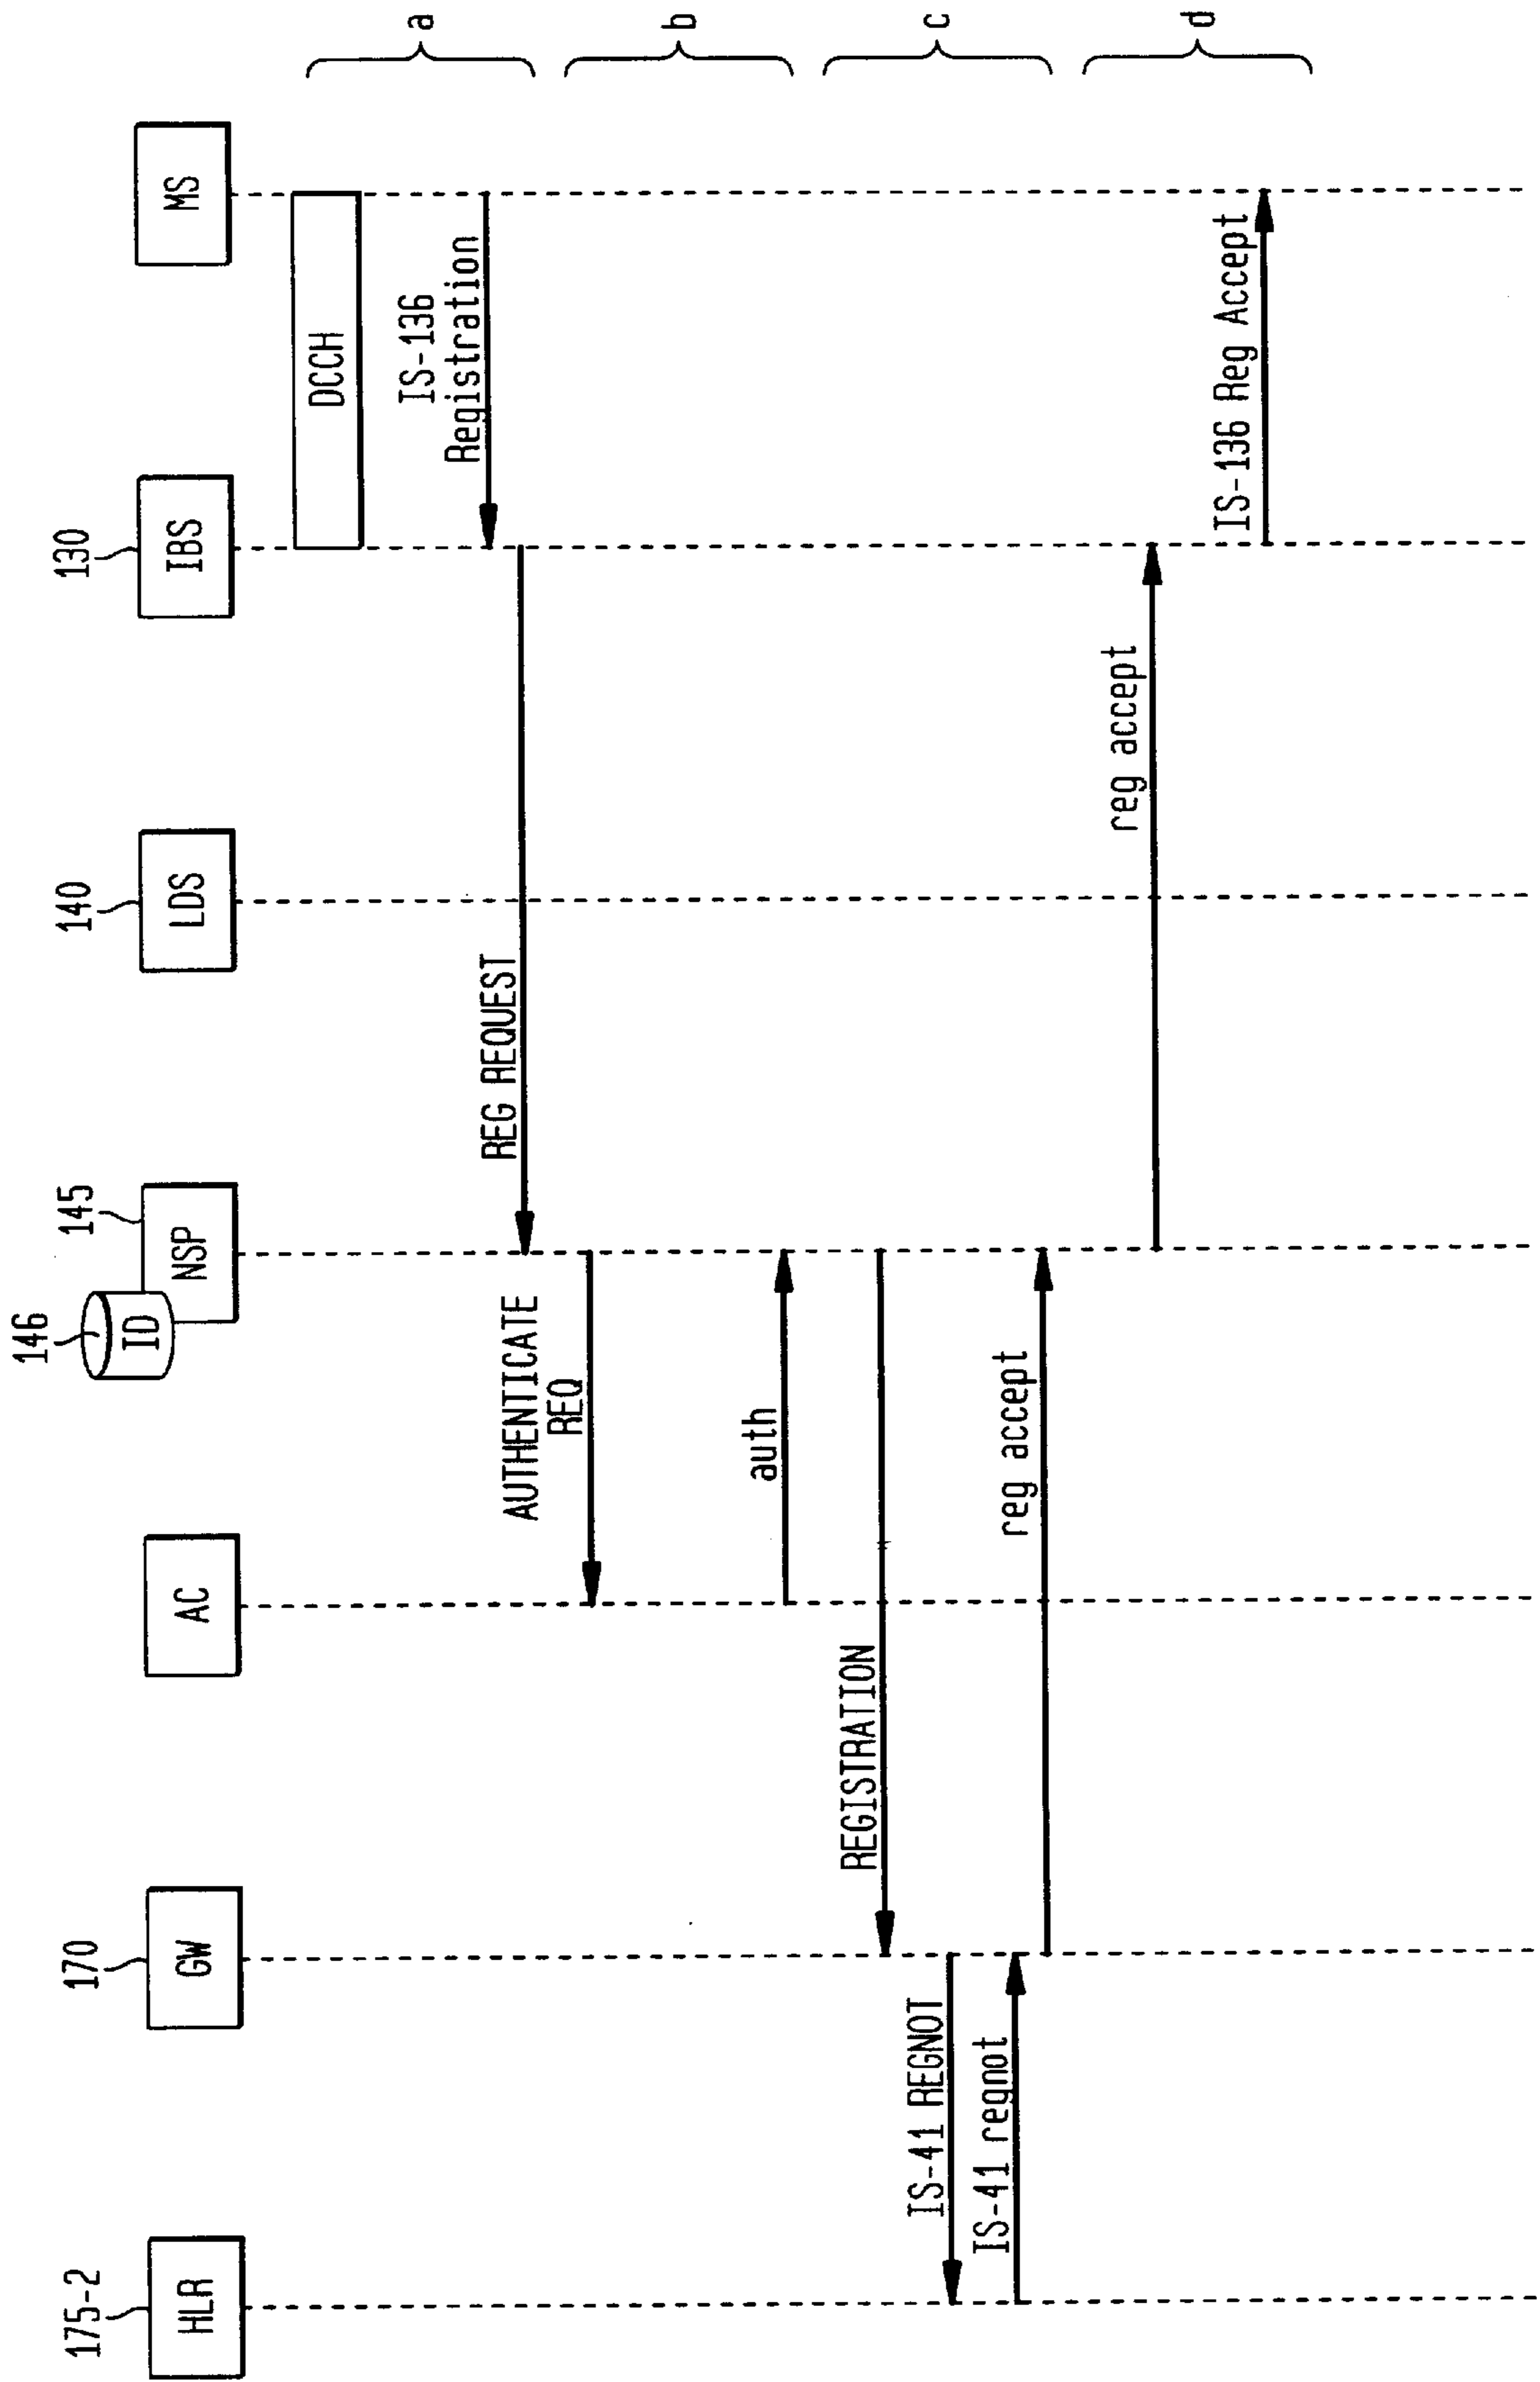 146
175-2
170
145
140
130
HLR
GW
AC
ID
NSP
LDS
IBS
MS
DCCH
a
IS-136
Registration
REG REQUEST
AUTHENTICATE
REQ
b
auth
REGISTRATION
c
IS-41 REGNOT
IS-41 regnot
reg accept
reg accept
d
IS-136 Reg Accept